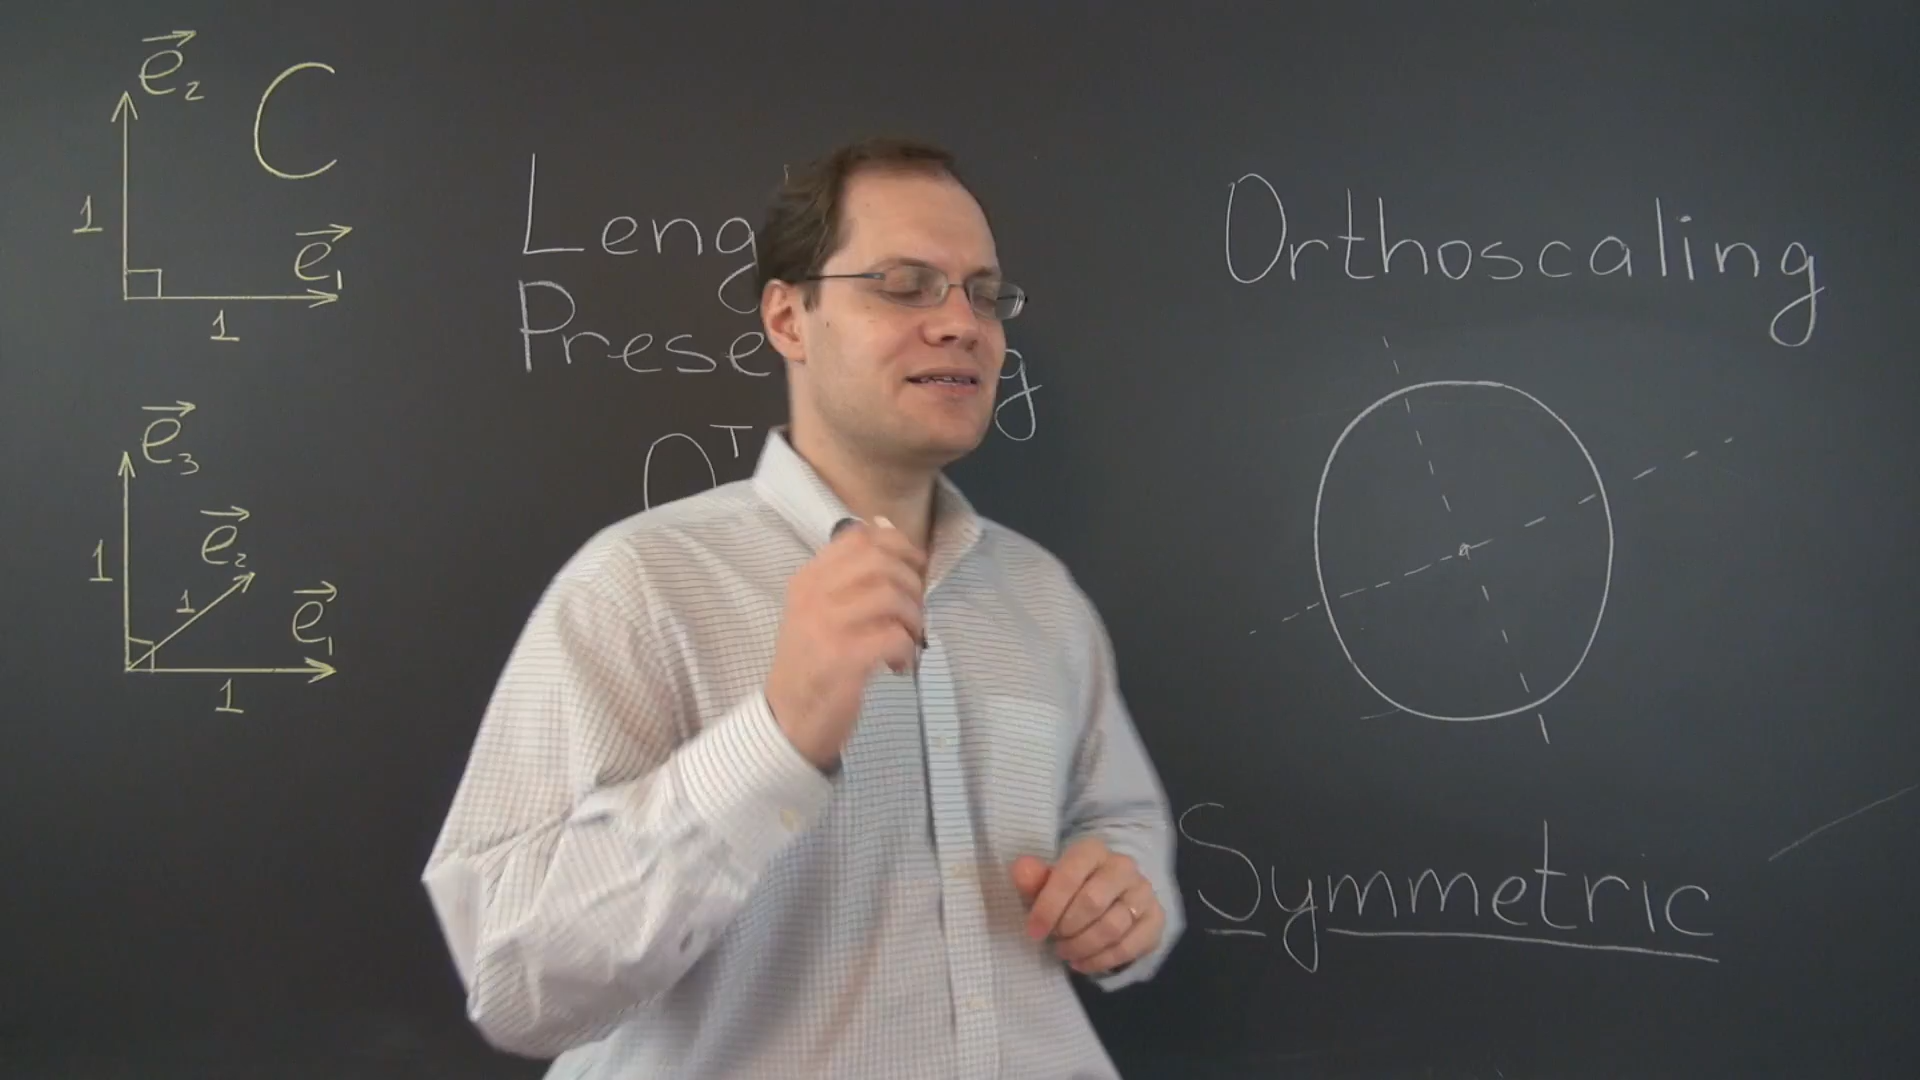 e₂
C
1
e₁
1
e₃
e₂
1
1
e₁
1
Orthoscaling
Symmetric